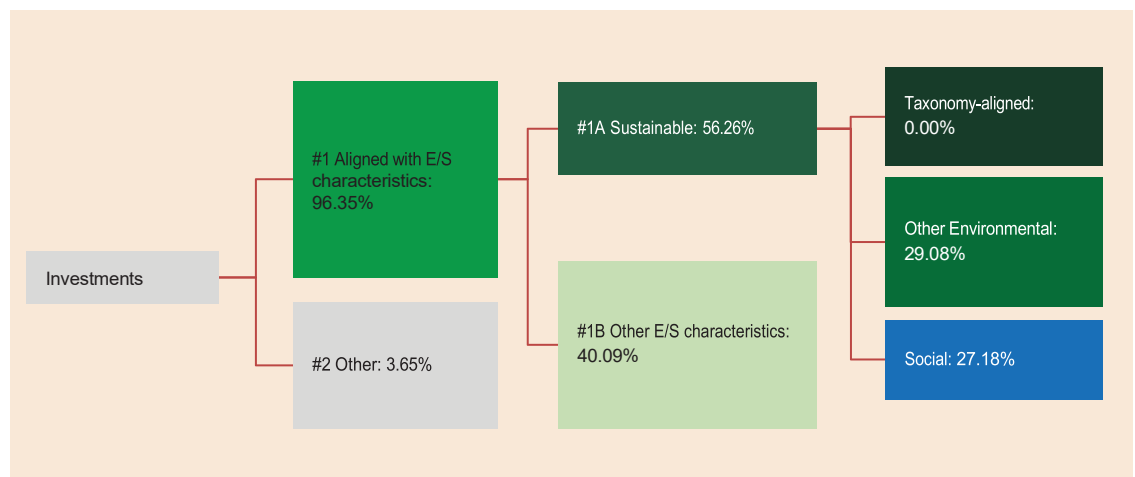 Investments
#1 Aligned with E/S
characteristics:
96.35%
#2 Other: 3.65%
#1A Sustainable: 56.26%
#1B Other E/S characteristics:
40.09%
Taxonomy-aligned:
0.00%
Other Environmental:
29.08%
Social: 27.18%